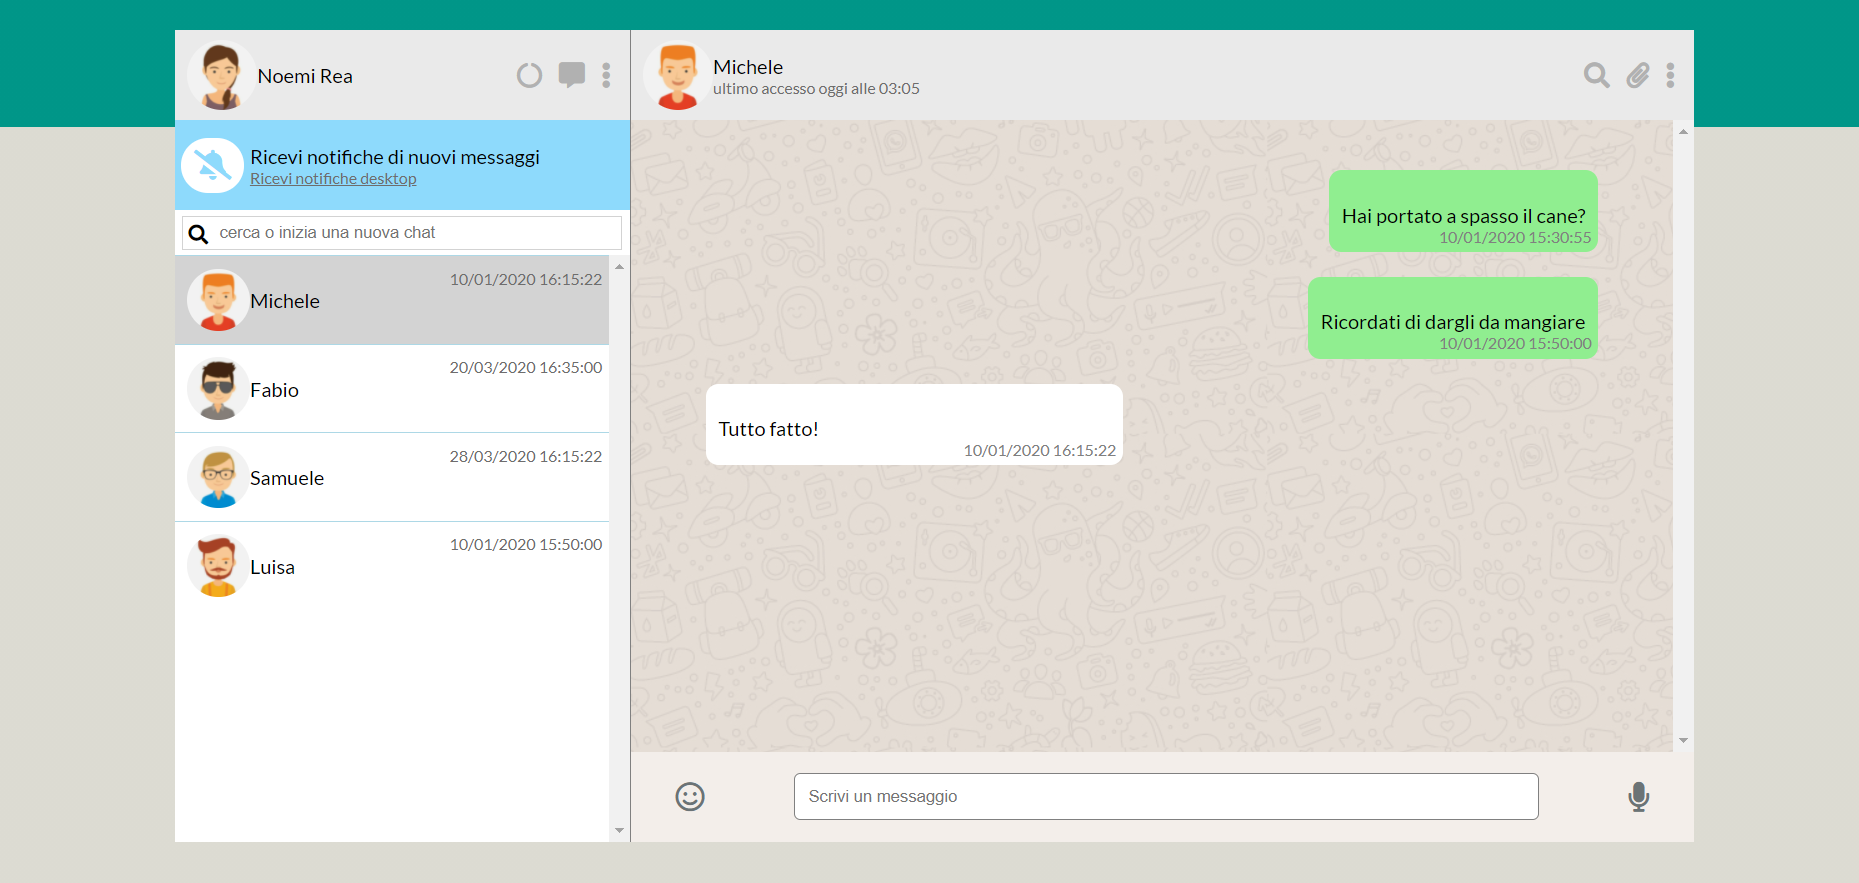 Noemi Rea
Ricevi notifiche di nuovi messaggi
Ricevi notifiche desktop
cerca o inizia una nuova chat
10/01/2020 16:15:22
Michele
20/03/2020 16:35:00
Fabio
28/03/2020 16:15:22
Samuele
10/01/2020 15:50:00
Luisa
Michele
ultimo accesso oggi alle 03:05
Hai portato a spasso il cane?
10/01/2020 15:30:55
Ricordati di dargli da mangiare
10/01/2020 15:50:00
Tutto fatto!
10/01/2020 16:15:22
Scrivi un messaggio